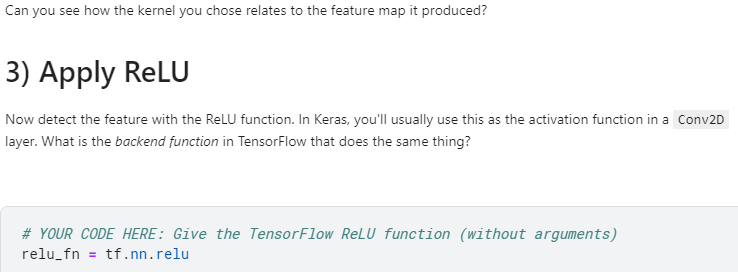 Can you see how the kernel you chose relates to the feature map it produced?
3) Apply ReLU
Now detect the feature with the ReLU function. In Keras, you'll usually use this as the activation function in a Conv2D
layer. What is the backend function in TensorFlow that does the same thing?
# YOUR CODE HERE: Give the TensorFlow ReLU function (without arguments)
relu_fn = tf.nn.relu